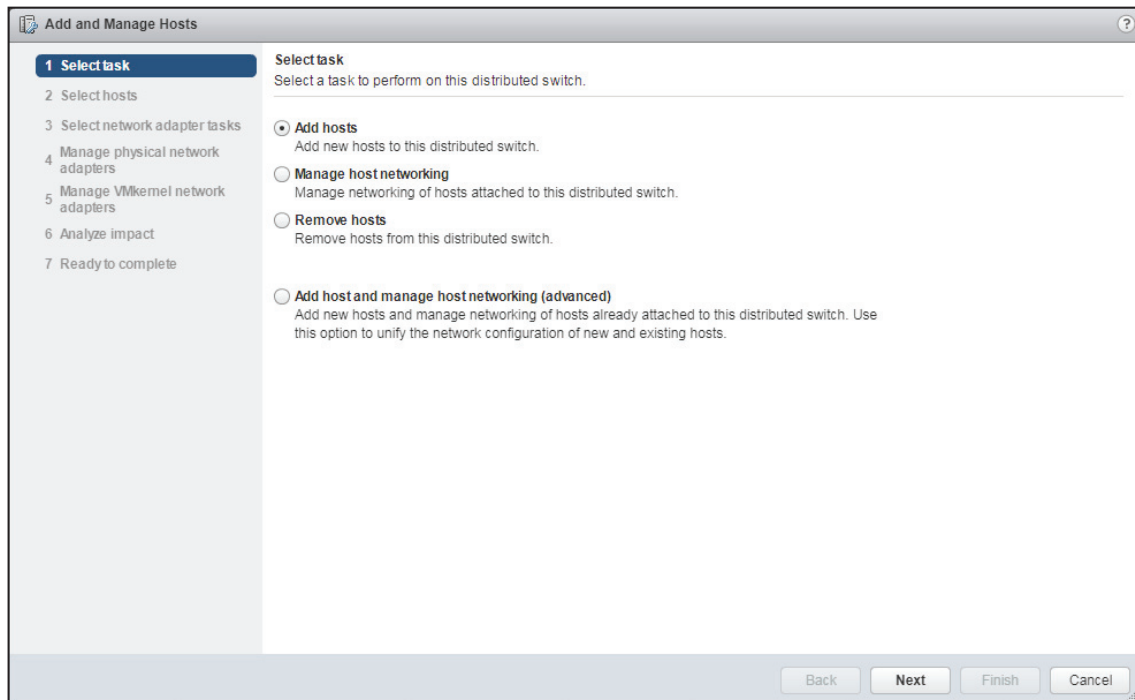 Add and Manage Hosts
?
1 Select task
2 Select hosts
3 Select network adapter tasks
4 Manage physical network
adapters
5 Manage VMkernel network
adapters
6 Analyze impact
7 Ready to complete
Select task
Select a task to perform on this distributed switch.
Add hosts
Add new hosts to this distributed switch.
Manage host networking
Manage networking of hosts attached to this distributed switch.
Remove hosts
Remove hosts from this distributed switch.
Add host and manage host networking (advanced)
Add new hosts and manage networking of hosts already attached to this distributed switch. Use
this option to unify the network configuration of new and existing hosts.
Back Next Finish Cancel